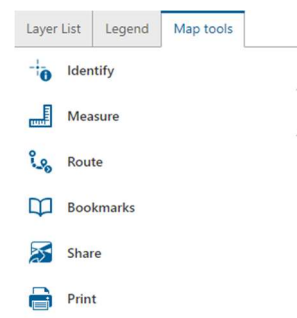 Layer List Legend Map tools
Identify
Measure
Route
Bookmarks
Share
Print